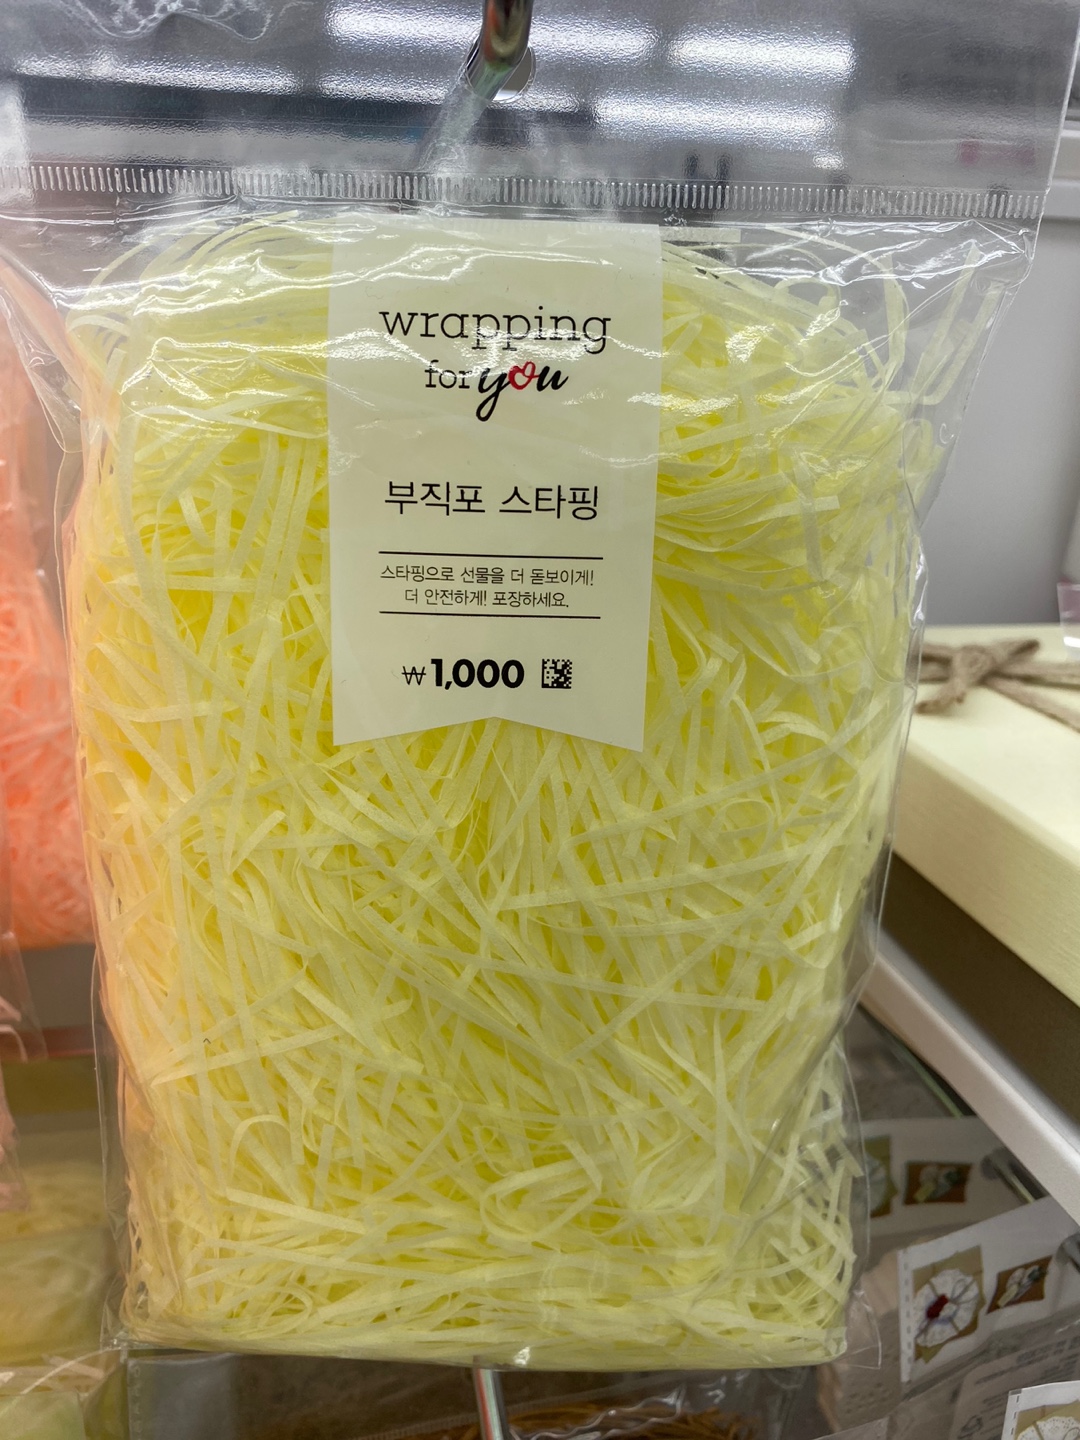 wrapping
for you
부직포 스타핑
스타핑으로 선물을 더 돋보이게!
더 안전하게! 포장하세요.
₩1,000